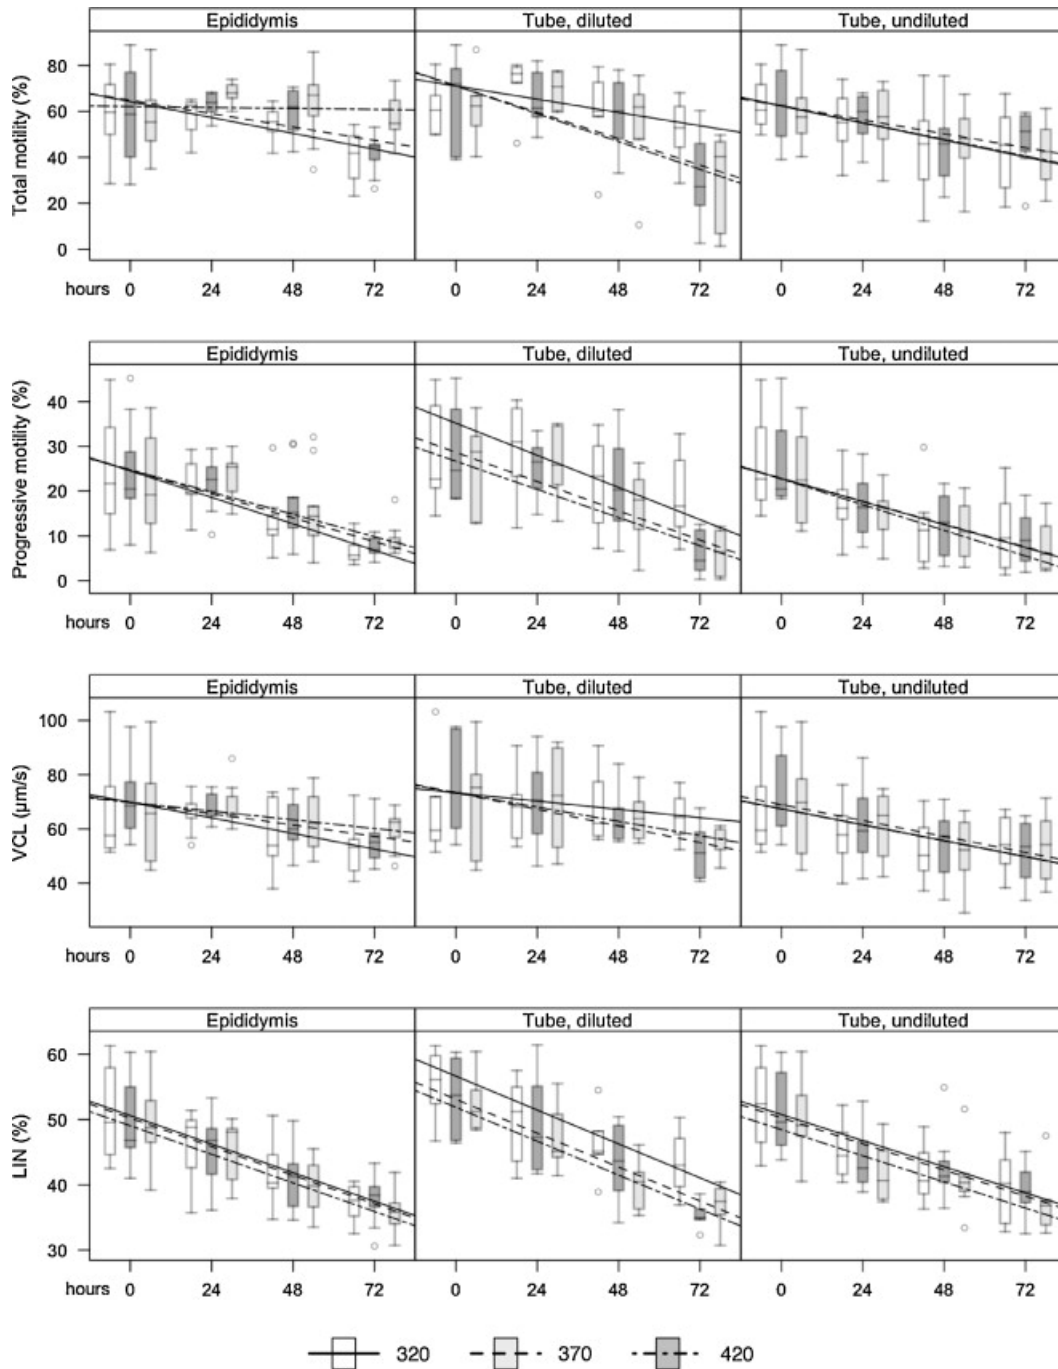 Epididymis Tube, diluted Tube, undiluted
Total motility (%)
80
60
40
20
0
hours 0 24 48 72 0 24 48 72 0 24 48 72
Epididymis Tube, diluted Tube, undiluted
Progressive motility (%)
40
30
20
10
0
hours 0 24 48 72 0 24 48 72 0 24 48 72
Epididymis Tube, diluted Tube, undiluted
VCL (µm/s)
100
80
60
40
hours 0 24 48 72 0 24 48 72 0 24 48 72
Epididymis Tube, diluted Tube, undiluted
LIN (%)
60
50
40
30
hours 0 24 48 72 0 24 48 72 0 24 48 72
320 370 420